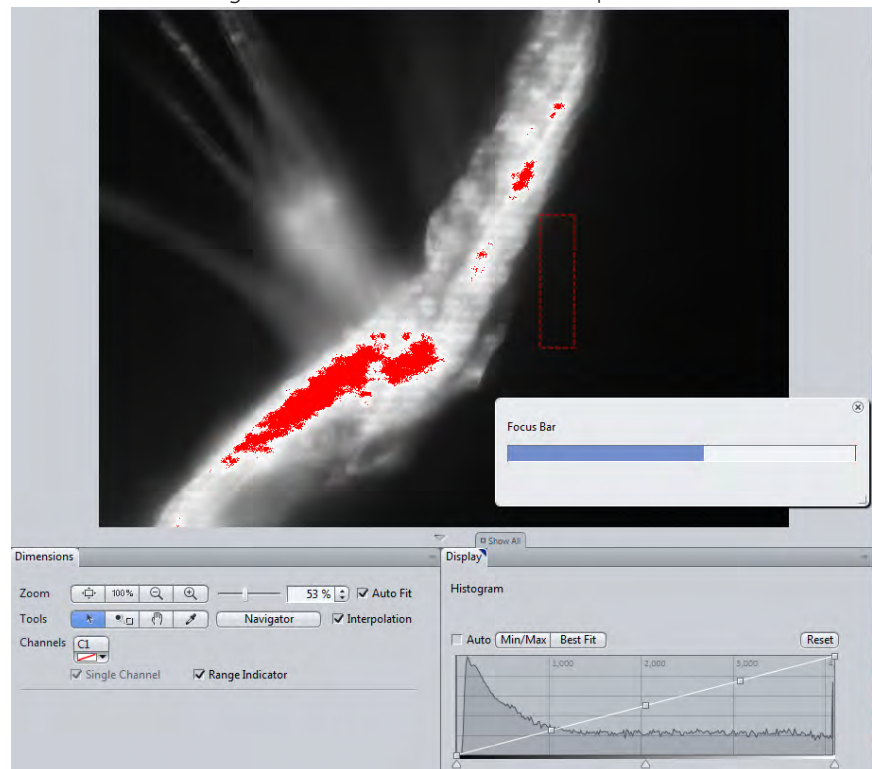 Focus Bar
Show All
Dimensions
Display
Zoom 100% 53 % Auto Fit
Tools Navigator Interpolation
Channels C1
Single Channel Range Indicator
Histogram
Auto Min/Max Best Fit Reset
1,000 2,000 3,000